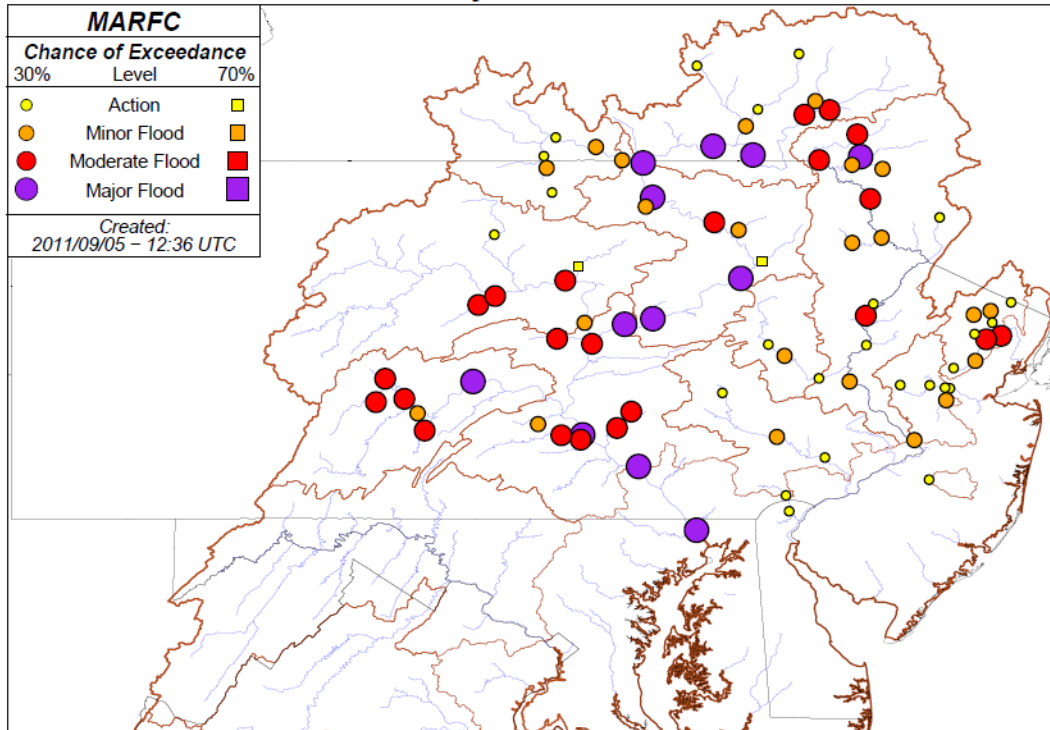 MARFC
Chance of Exceedance
30% Level 70%
Action
Minor Flood
Moderate Flood
Major Flood
Created:
2011/09/05 − 12:36 UTC